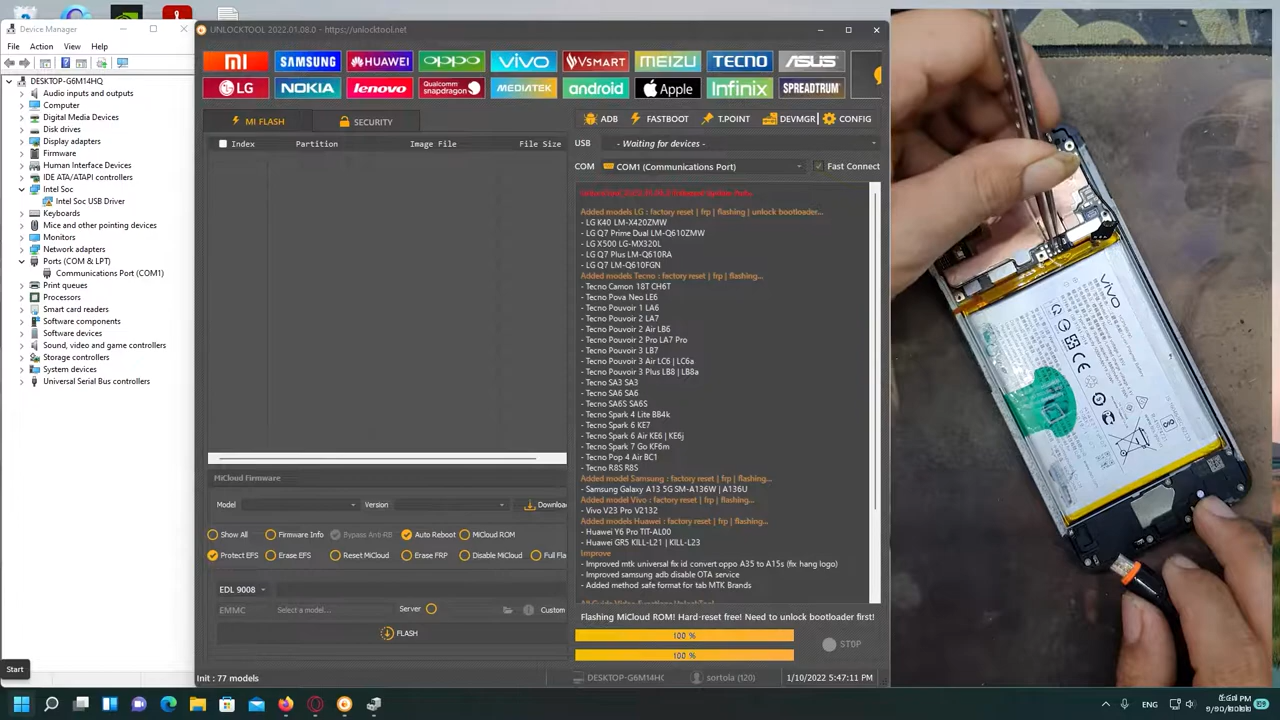 Device Manager
File Action View Help
DESKTOP-G6M14HQ
Audio inputs and outputs
Computer
Digital Media Devices
Disk drives
Display adapters
Firmware
Human Interface Devices
IDE ATA/ATAPI controllers
Intel Soc
Intel Soc USB Driver
Keyboards
Mice and other pointing devices
Monitors
Network adapters
Ports (COM & LPT)
Communications Port (COM1)
Print queues
Processors
Smart card readers
Software components
Software devices
Sound, video and game controllers
Storage controllers
System devices
Universal Serial Bus controllers
Start
UNLOCKTOOL 2022.01.08.0 - https://unlocktool.net
MI SAMSUNG HUAWEI oppo vivo VSMART MEIZU TECNO ASUS
LG NOKIA lenovo Qualcomm snapdragon MEDIATEK android Apple Infinix SPREADTRUM
MI FLASH SECURITY
Index Partition Image File File Size
MiCloud Firmware
Model Version Downloa
Show All Firmware Info Bypass Anti-RB Auto Reboot MiCloud ROM
Protect EFS Erase EFS Reset MiCloud Erase FRP Disable MiCloud Full Fla
EDL 9008
EMMC Select a model... Server Custom
FLASH
Init : 77 models
ADB FASTBOOT T.POINT DEVMGR CONFIG
USB - Waiting for devices -
COM COM1 (Communications Port) Fast Connect
Added models LG : factory reset | frp | flashing | unlock bootloader...
- LG K40 LM-X420ZMW
- LG Q7 Prime Dual LM-Q610ZMW
- LG X500 LG-MX320L
- LG Q7 Plus LM-Q610RA
- LG Q7 LM-Q610FGN
Added models Tecno : factory reset | frp | flashing...
- Tecno Camon 18T CH6T
- Tecno Pova Neo LE6
- Tecno Pouvoir 1 LA6
- Tecno Pouvoir 2 LA7
- Tecno Pouvoir 2 Air LB6
- Tecno Pouvoir 2 Pro LA7 Pro
- Tecno Pouvoir 3 LB7
- Tecno Pouvoir 3 Air LC6 | LC6a
- Tecno Pouvoir 3 Plus LB8 | LB8a
- Tecno SA3 SA3
- Tecno SA6 SA6
- Tecno SA6S SA6S
- Tecno Spark 4 Lite BB4k
- Tecno Spark 6 KE7
- Tecno Spark 6 Air KE6 | KE6j
- Tecno Spark 7 Go KF6m
- Tecno Pop 4 Air BC1
- Tecno R8S R8S
Added model Samsung : factory reset | frp | flashing...
- Samsung Galaxy A13 5G SM-A136W | A136U
Added model Vivo : factory reset | frp | flashing...
- Vivo V23 Pro V2132
Added models Huawei : factory reset | frp | flashing...
- Huawei Y6 Pro TIT-AL00
- Huawei GR5 KILL-L21 | KILL-L23
Improve
- Improved mtk universal fix id convert oppo A35 to A15s (fix hang logo)
- Improved samsung adb disable OTA service
- Added method safe format for tab MTK Brands
Flashing MiCloud ROM! Hard-reset free! Need to unlock bootloader first!
100 %
100 %
STOP
sortola (120) 1/10/2022 5:47:11 PM
vivo
ENG